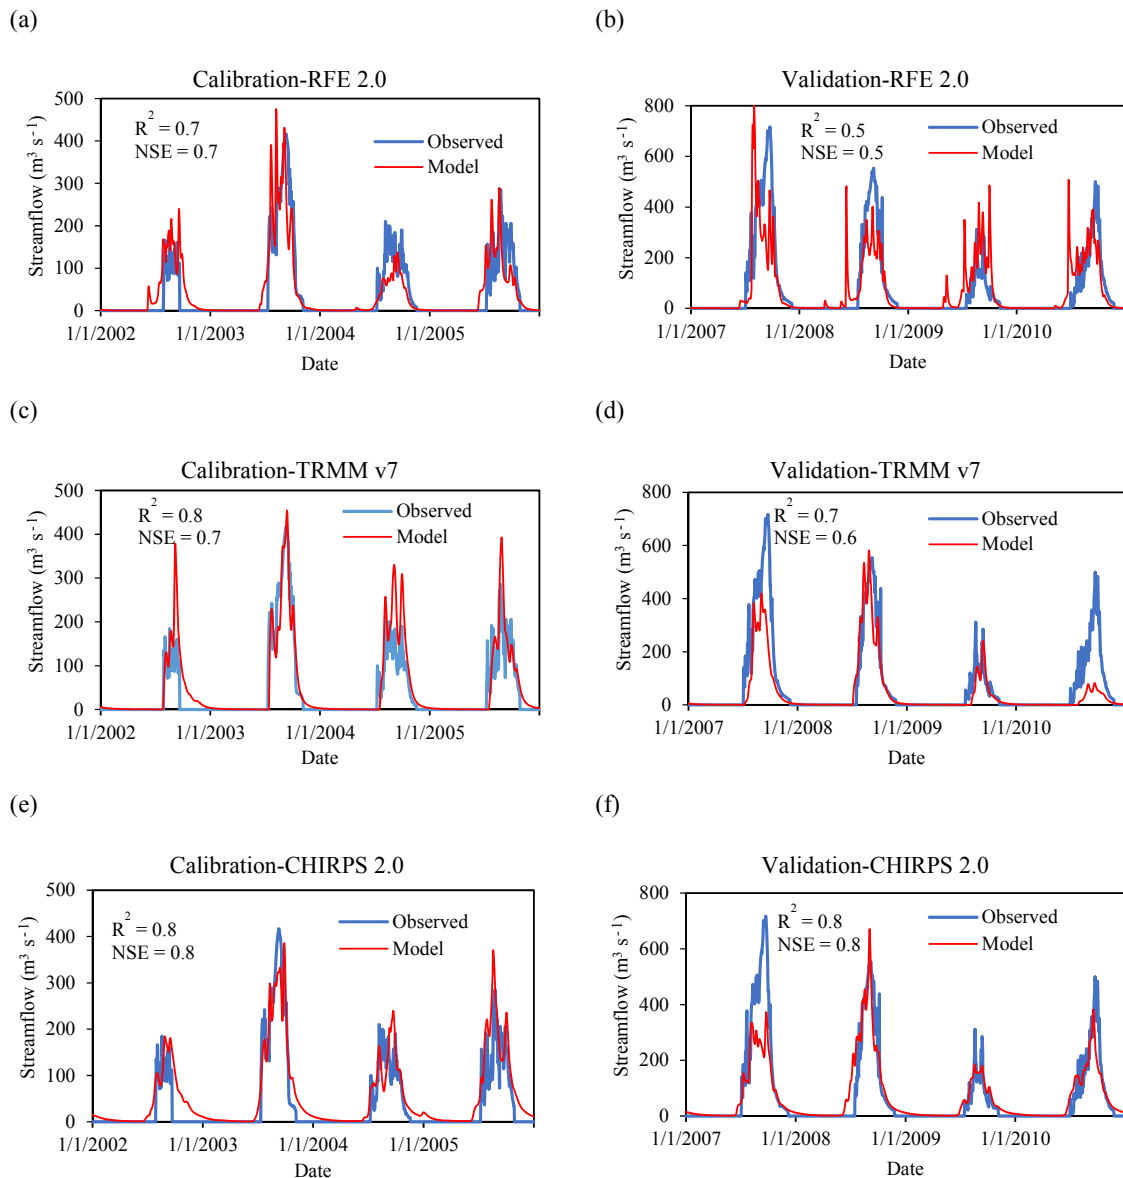 (a)
Calibration-RFE 2.0
R² = 0.7
NSE = 0.7
Observed
Model
Streamflow (m³ s⁻¹)
500
400
300
200
100
0
1/1/2002 1/1/2003 1/1/2004 1/1/2005
Date
(b)
Validation-RFE 2.0
R² = 0.5
NSE = 0.5
Observed
Model
Streamflow (m³ s⁻¹)
800
600
400
200
0
1/1/2007 1/1/2008 1/1/2009 1/1/2010
Date
(c)
Calibration-TRMM v7
R² = 0.8
NSE = 0.7
Observed
Model
Streamflow (m³ s⁻¹)
500
400
300
200
100
0
1/1/2002 1/1/2003 1/1/2004 1/1/2005
Date
(d)
Validation-TRMM v7
R² = 0.7
NSE = 0.6
Observed
Model
Streamflow (m³ s⁻¹)
800
600
400
200
0
1/1/2007 1/1/2008 1/1/2009 1/1/2010
Date
(e)
Calibration-CHIRPS 2.0
R² = 0.8
NSE = 0.8
Observed
Model
Streamflow (m³ s⁻¹)
500
400
300
200
100
0
1/1/2002 1/1/2003 1/1/2004 1/1/2005
Date
(f)
Validation-CHIRPS 2.0
R² = 0.8
NSE = 0.8
Observed
Model
Streamflow (m³ s⁻¹)
800
600
400
200
0
1/1/2007 1/1/2008 1/1/2009 1/1/2010
Date